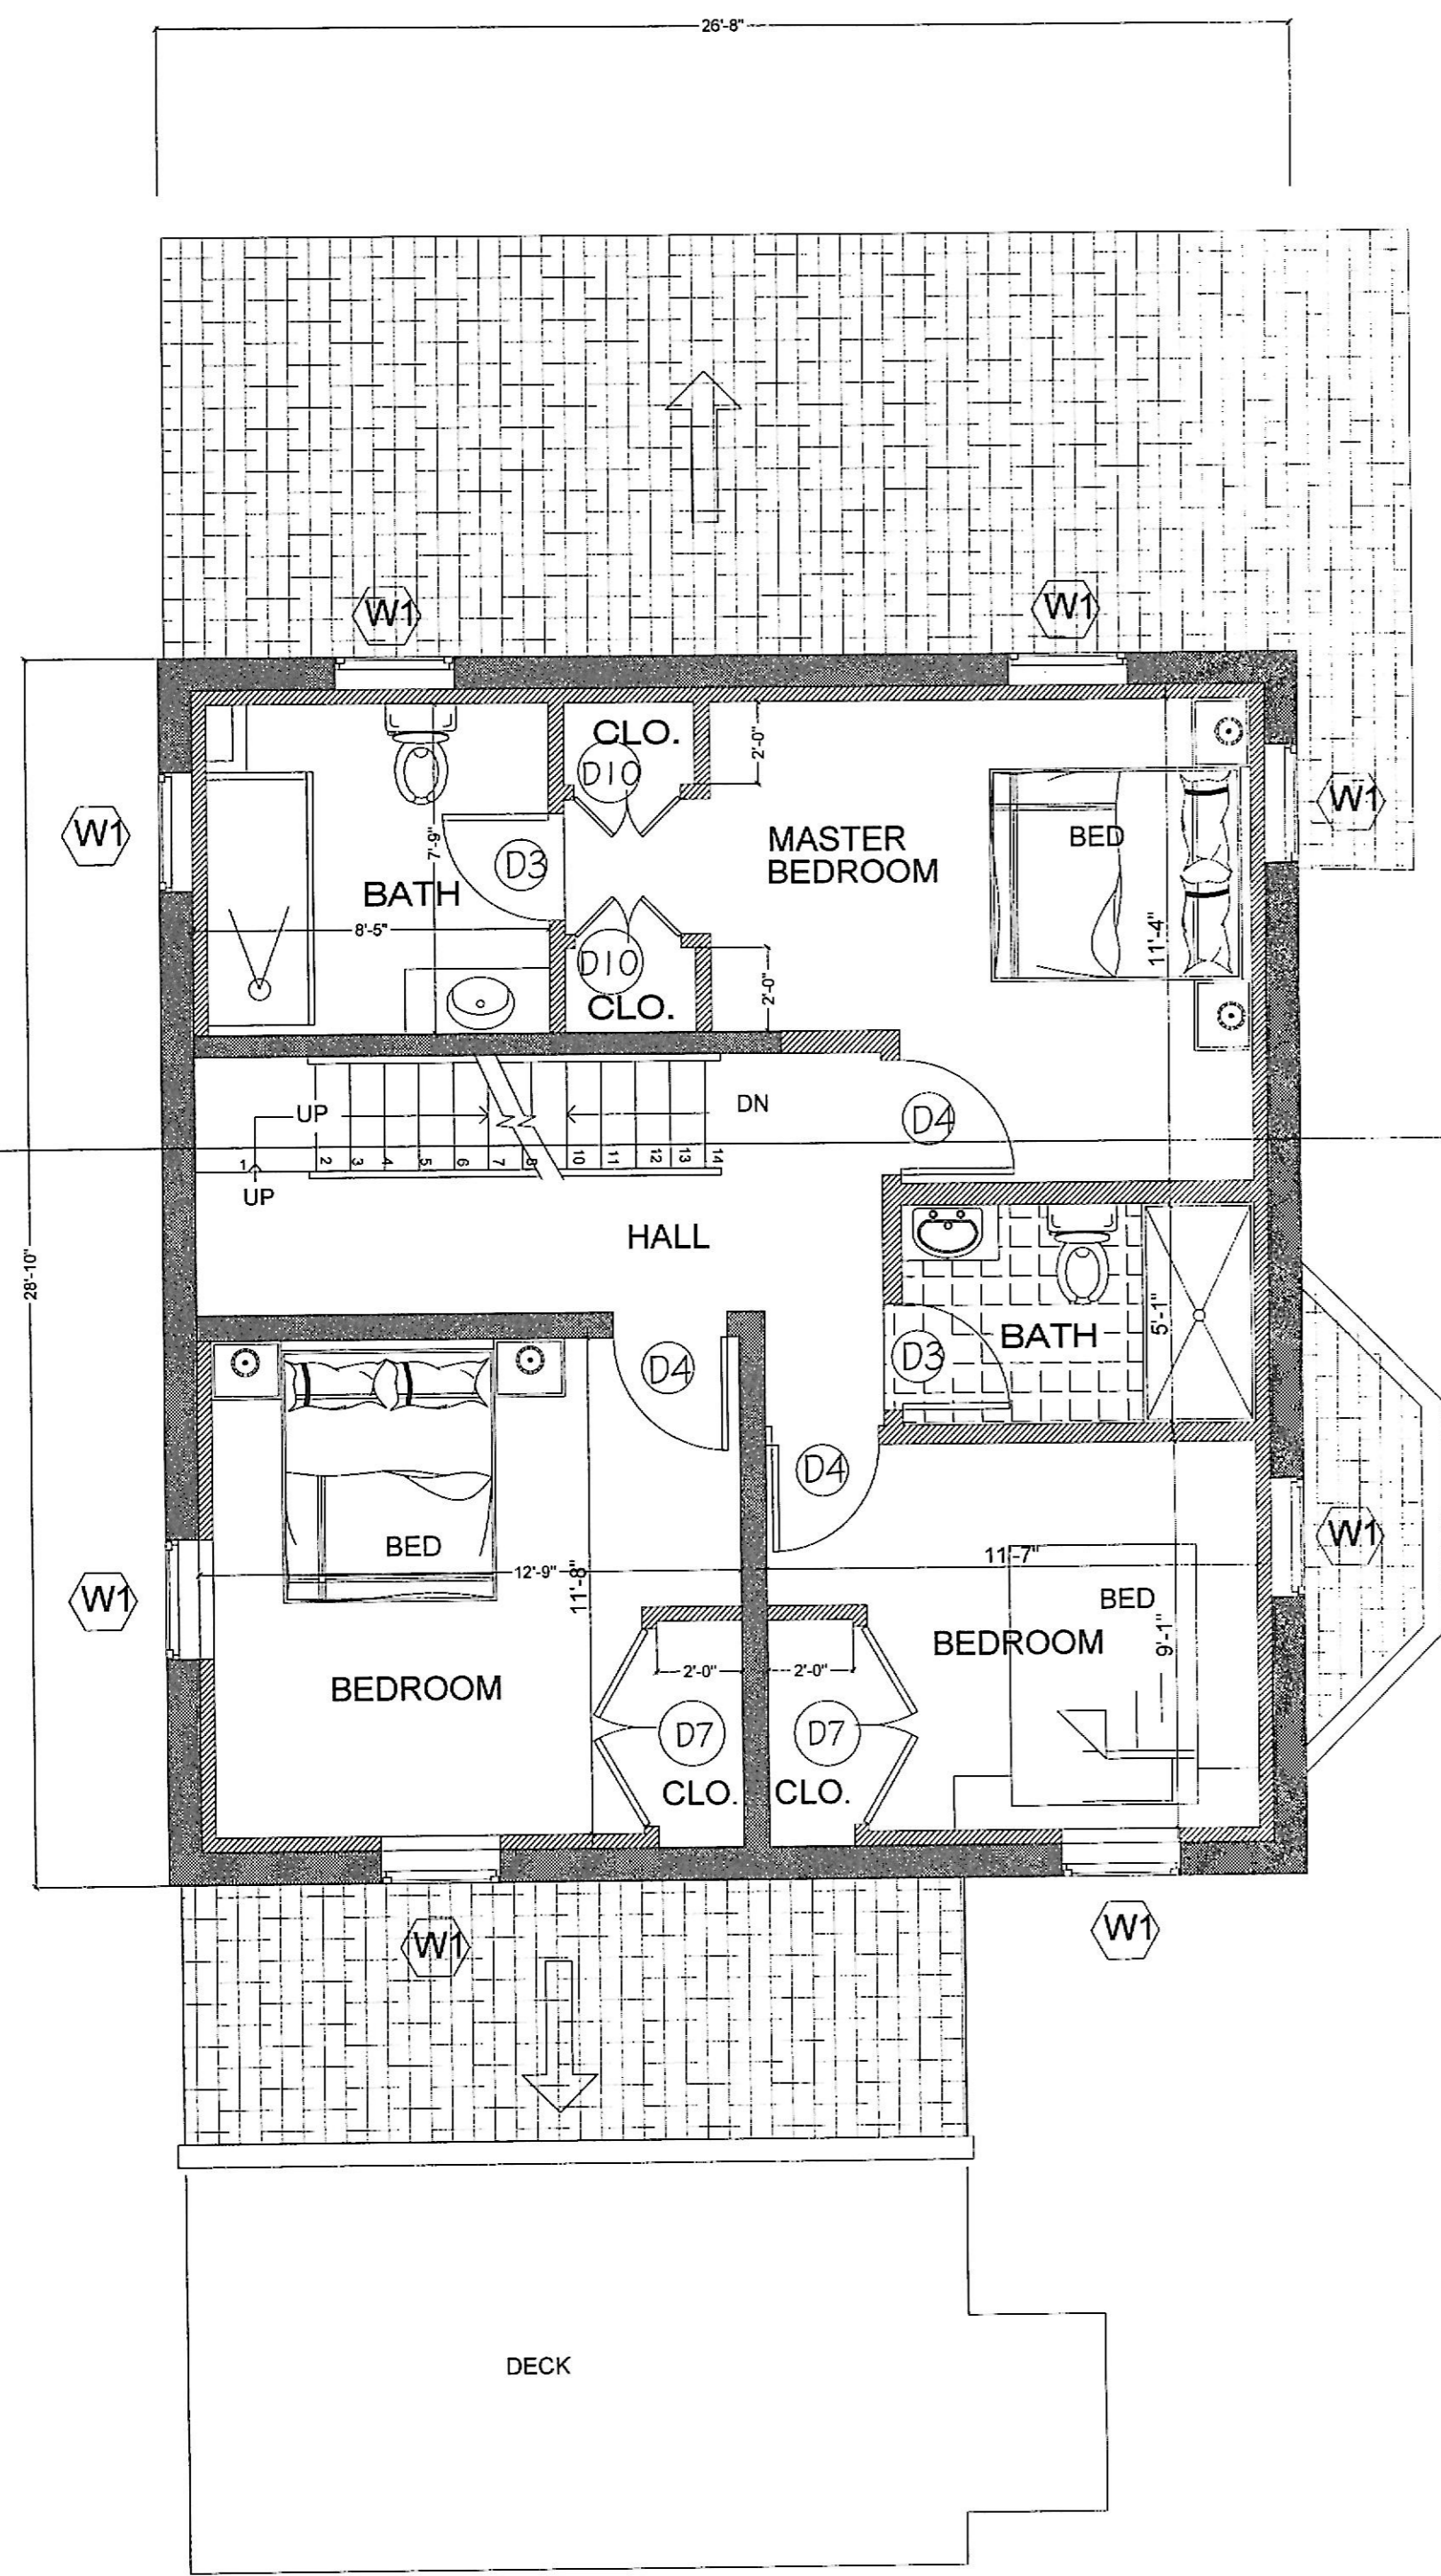 26'-8"
W1
W1
CLO.
D10
2'-0"
W1
W1
MASTER
BEDROOM
BED
7'-9"
D3
BATH
8'-5"
11'-4"
D10
CLO.
2'-0"
UP
DN
D4
1
2
3
4
5
6
7
8
10
11
12
13
14
UP
HALL
28'-10"
BATH
5'-1"
D3
D4
D4
W1
BED
12'-9"
11'-8"
11'-7"
W1
BED
BEDROOM
9'-1"
2'-0"
2'-0"
BEDROOM
D7
D7
CLO.
CLO.
W1
W1
DECK